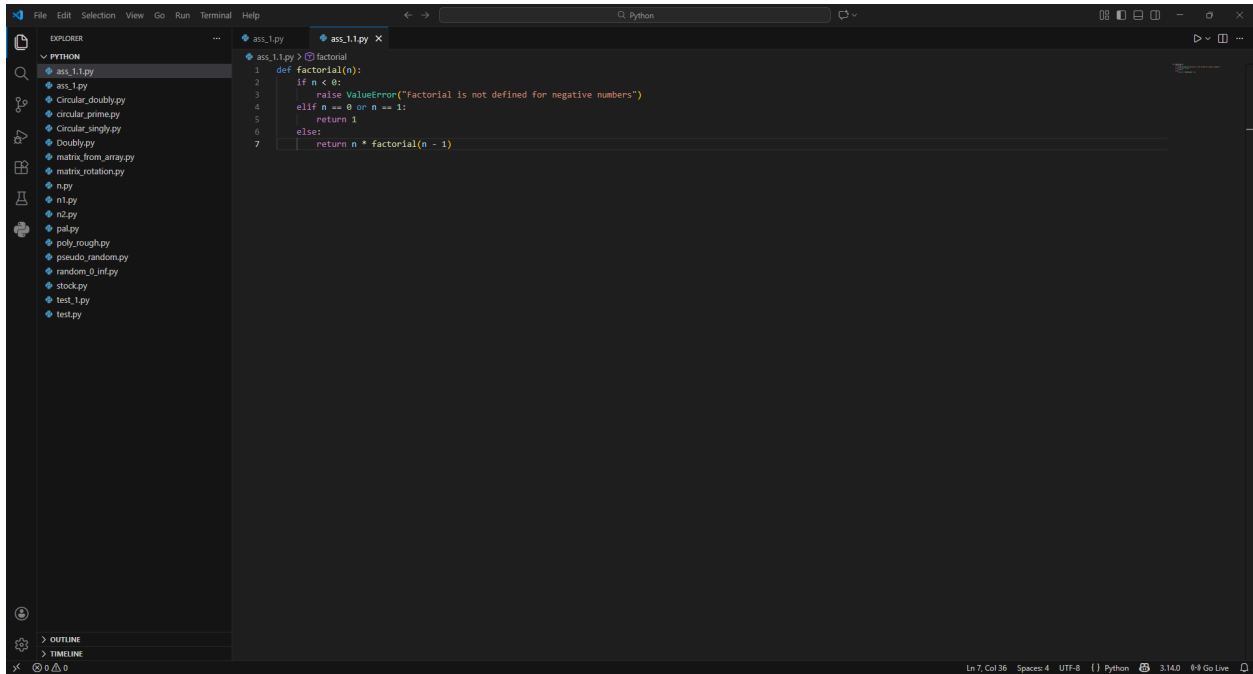 File Edit Selection View Go Run Terminal Help
Python
EXPLORER
PYTHON
ass_1.1.py
ass_1.py
Circular_doubly.py
circular_prime.py
Circular_singly.py
Doubly.py
matrix_from_array.py
matrix_rotation.py
n.py
n1.py
n2.py
pal.py
poly_rough.py
pseudo_random.py
random_0_inf.py
stock.py
test_1.py
test.py
OUTLINE
TIMELINE
ass_1.py ass_1.1.py
ass_1.1.py > factorial
1 def factorial(n):
2     if n < 0:
3         raise ValueError("Factorial is not defined for negative numbers")
4     elif n == 0 or n == 1:
5         return 1
6     else:
7         return n * factorial(n - 1)
0 0 Ln 7, Col 36 Spaces: 4 UTF-8 {} Python 3.14.0 Go Live